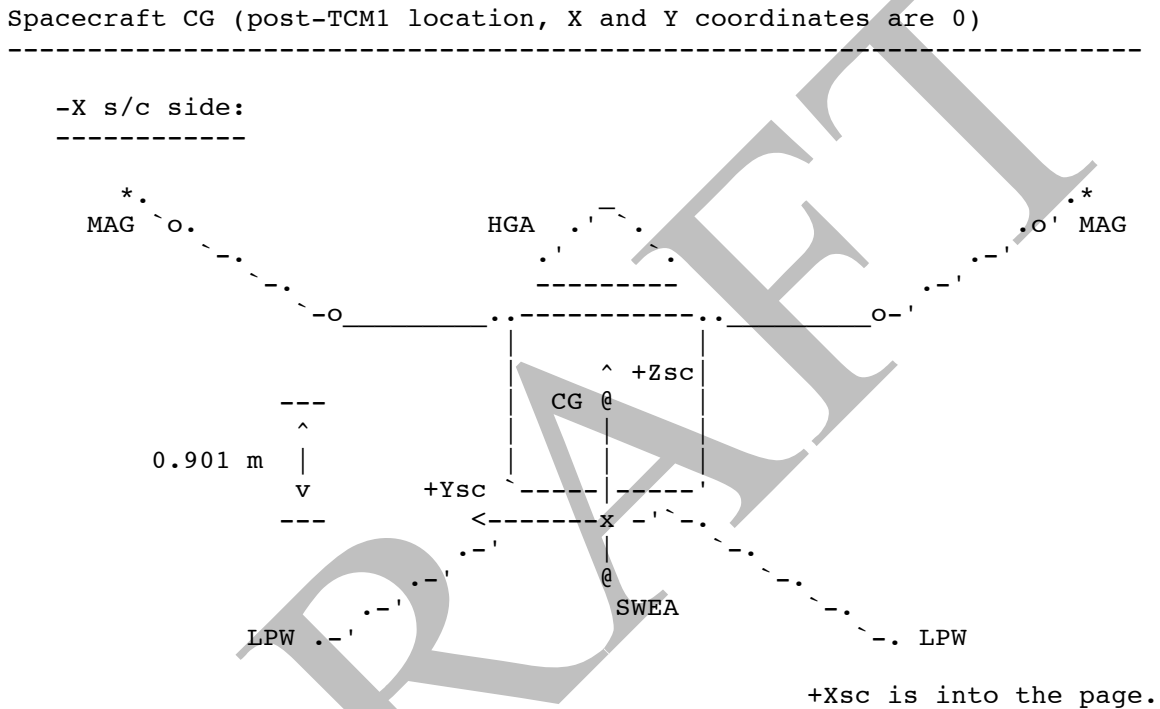 Spacecraft CG (post-TCM1 location, X and Y coordinates are 0)
-X s/c side:
MAG HGA MAG
+Zsc
CG @
0.901 m
+Ysc
x
@
SWEA
LPW LPW
+Xsc is into the page.
RAFT